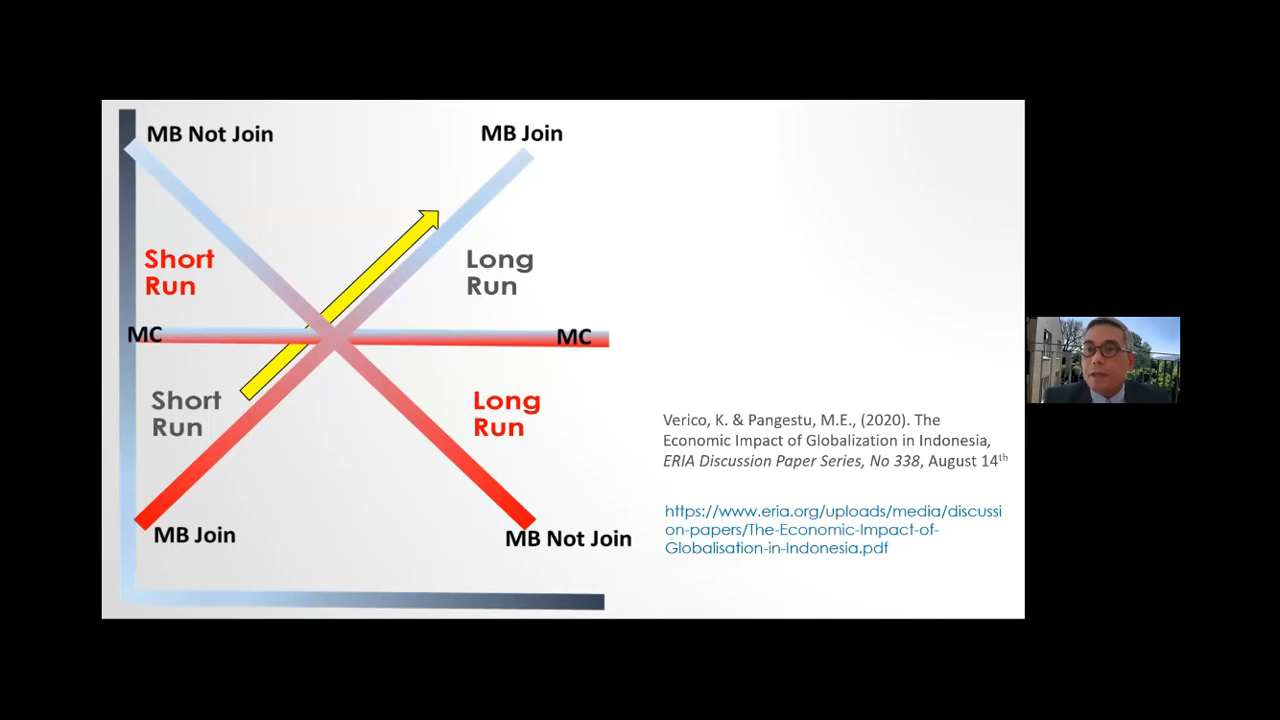 MB Not Join
MB Join
Short
Run
Long
Run
MC
MC
Short
Run
Long
Run
MB Join
MB Not Join
Verico, K. & Pangestu, M.E., (2020). The
Economic Impact of Globalization in Indonesia,
ERIA Discussion Paper Series, No 338, August 14th
https://www.eria.org/uploads/media/discussi
on-papers/The-Economic-Impact-of-
Globalisation-in-Indonesia.pdf